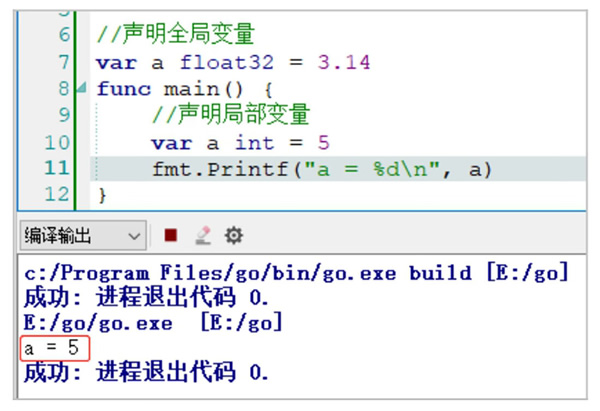 6 //声明全局变量
7 var a float32 = 3.14
8 func main() {
9 //声明局部变量
10 var a int = 5
11 fmt.Printf("a = %d\n", a)
12 }
编译输出
c:/Program Files/go/bin/go.exe build [E:/go]
成功: 进程退出代码 0.
E:/go/go.exe [E:/go]
a = 5
成功: 进程退出代码 0.